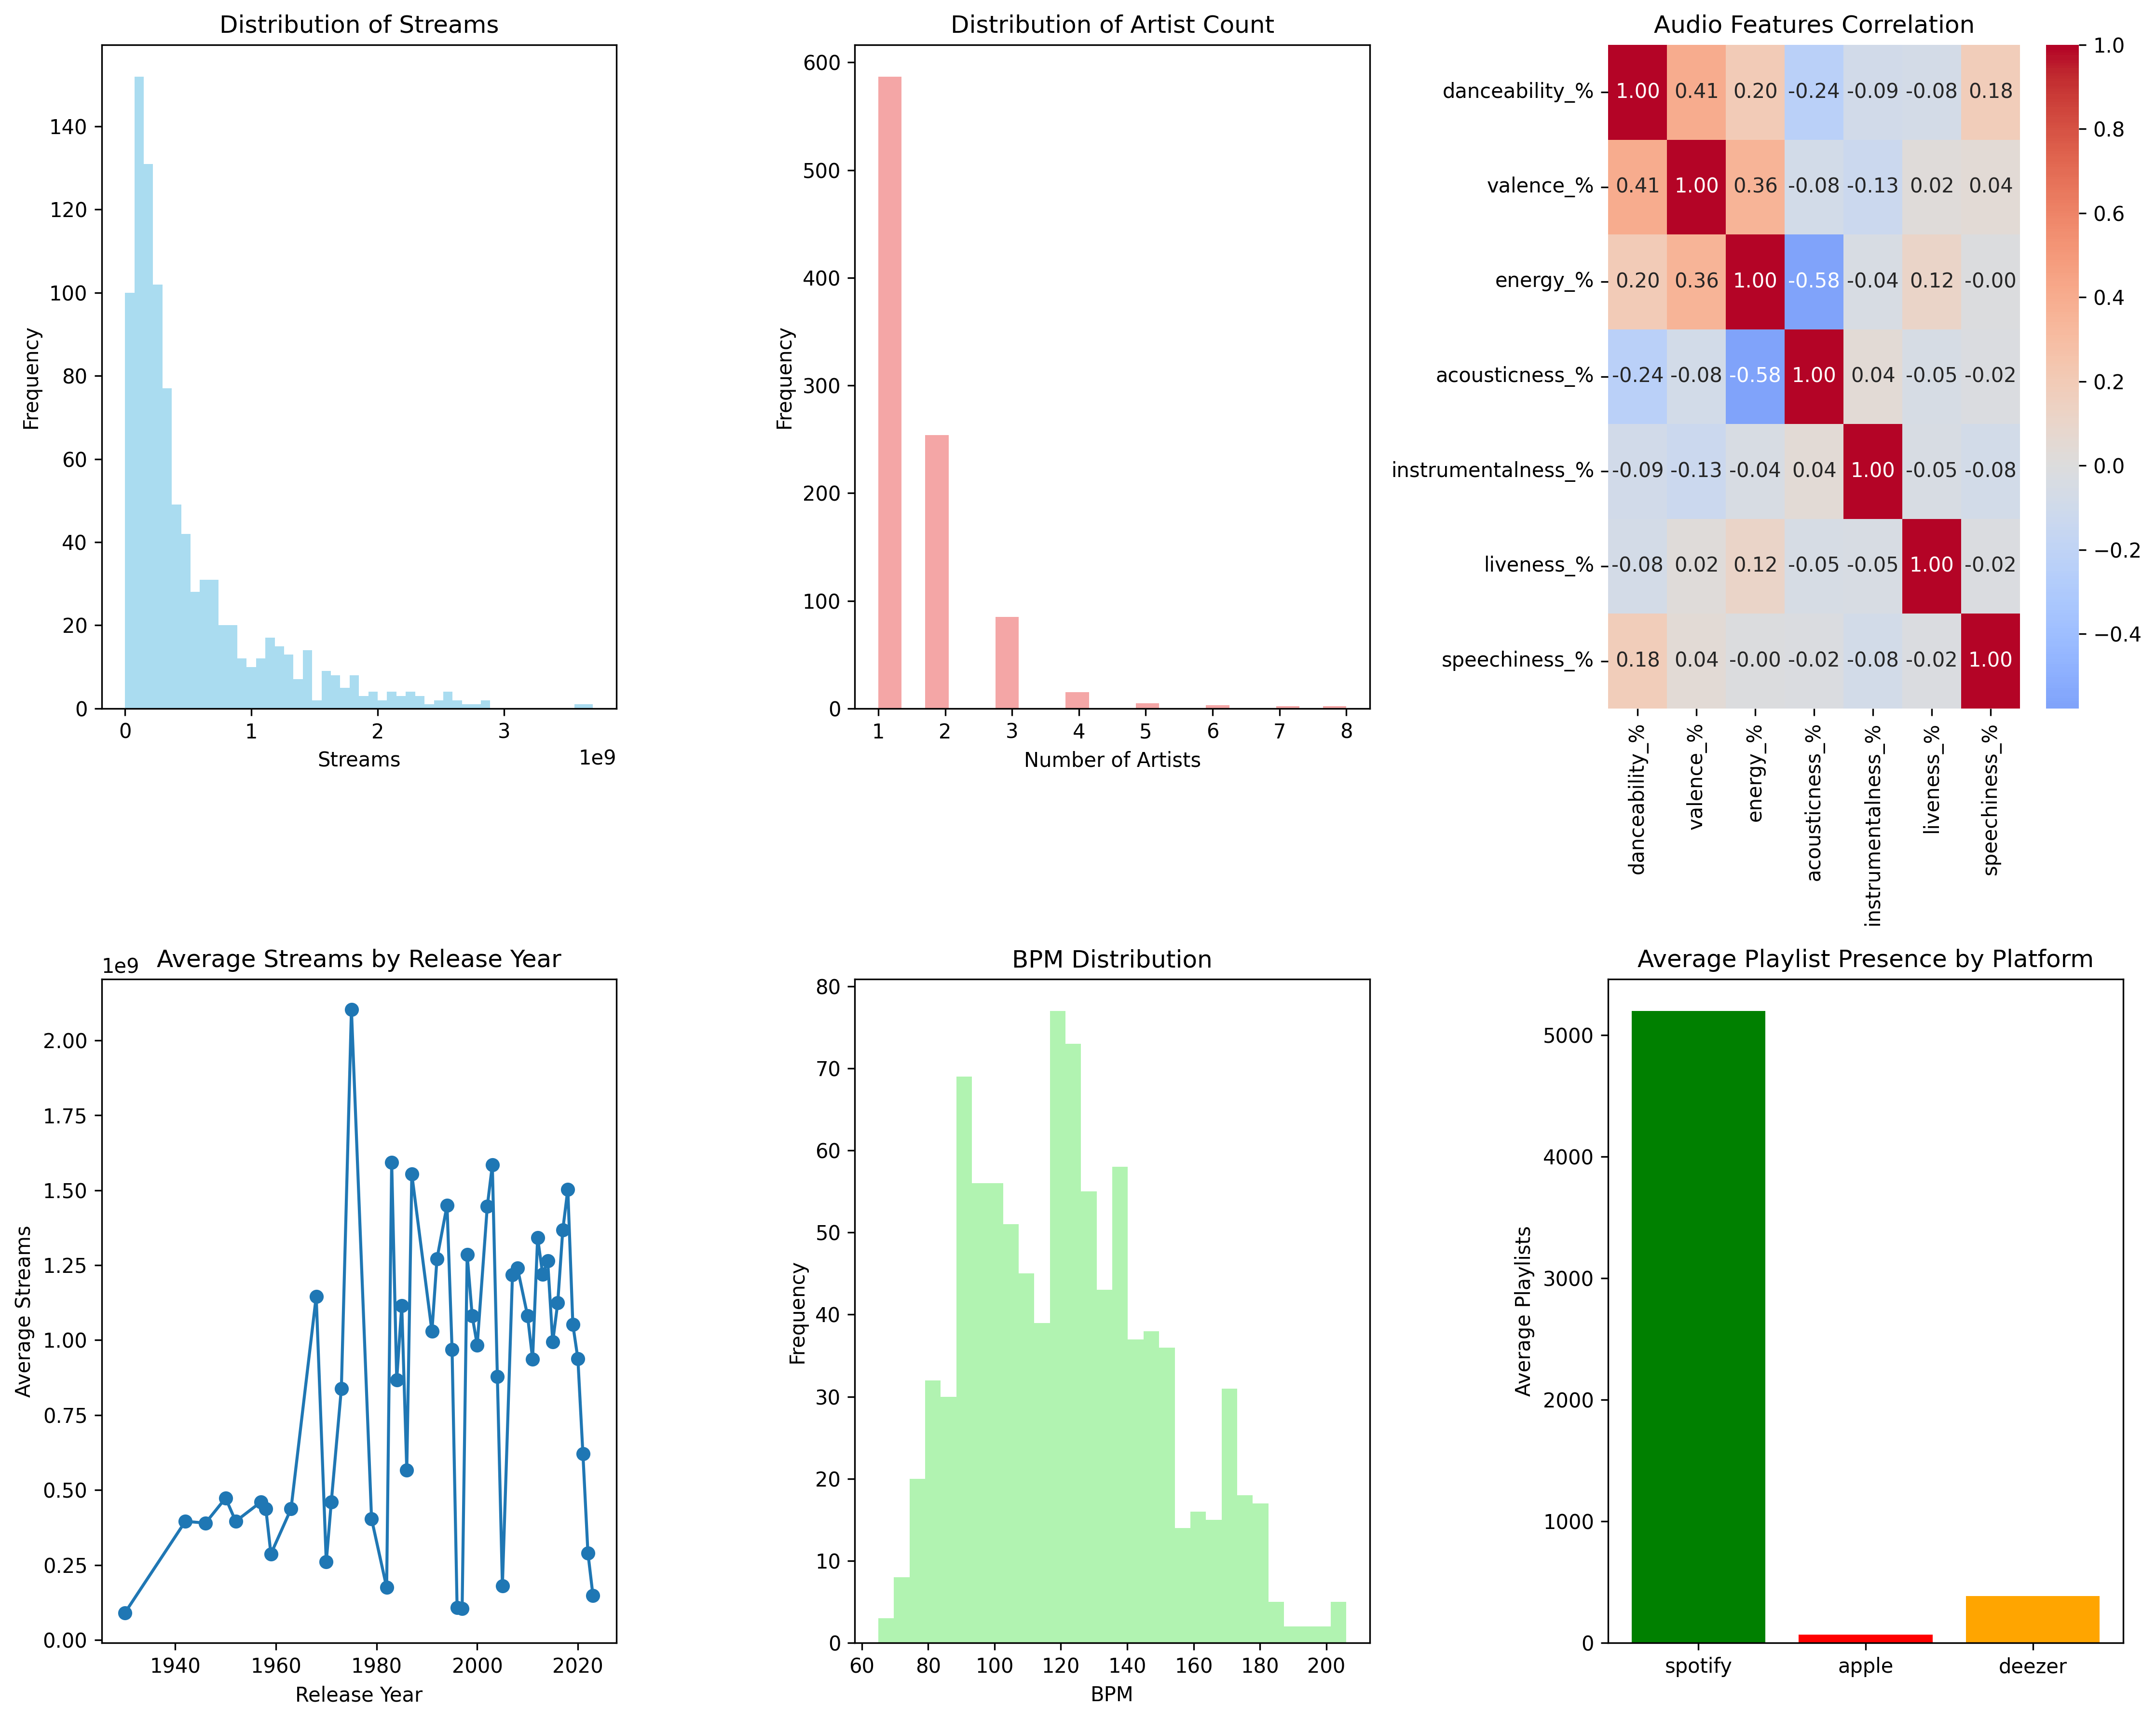 Distribution of Streams
Frequency
140
120
100
80
60
40
20
0
0 1 2 3
1e9
Streams
Distribution of Artist Count
Frequency
600
500
400
300
200
100
0
1 2 3 4 5 6 7 8
Number of Artists
Audio Features Correlation
danceability_% 1.00 0.41 0.20 -0.24 -0.09 -0.08 0.18
valence_% 0.41 1.00 0.36 -0.08 -0.13 0.02 0.04
energy_% 0.20 0.36 1.00 -0.58 -0.04 0.12 -0.00
acousticness_% -0.24 -0.08 -0.58 1.00 0.04 -0.05 -0.02
instrumentalness_% -0.09 -0.13 -0.04 0.04 1.00 -0.05 -0.08
liveness_% -0.08 0.02 0.12 -0.05 -0.05 1.00 -0.02
speechiness_% 0.18 0.04 -0.00 -0.02 -0.08 -0.02 1.00
danceability_%
valence_%
energy_%
acousticness_%
instrumentalness_%
liveness_%
speechiness_%
1.0
0.8
0.6
0.4
0.2
0.0
−0.2
−0.4
Average Streams by Release Year
1e9
Average Streams
2.00
1.75
1.50
1.25
1.00
0.75
0.50
0.25
0.00
1940 1960 1980 2000 2020
Release Year
BPM Distribution
Frequency
80
70
60
50
40
30
20
10
0
60 80 100 120 140 160 180 200
BPM
Average Playlist Presence by Platform
Average Playlists
5000
4000
3000
2000
1000
0
spotify apple deezer